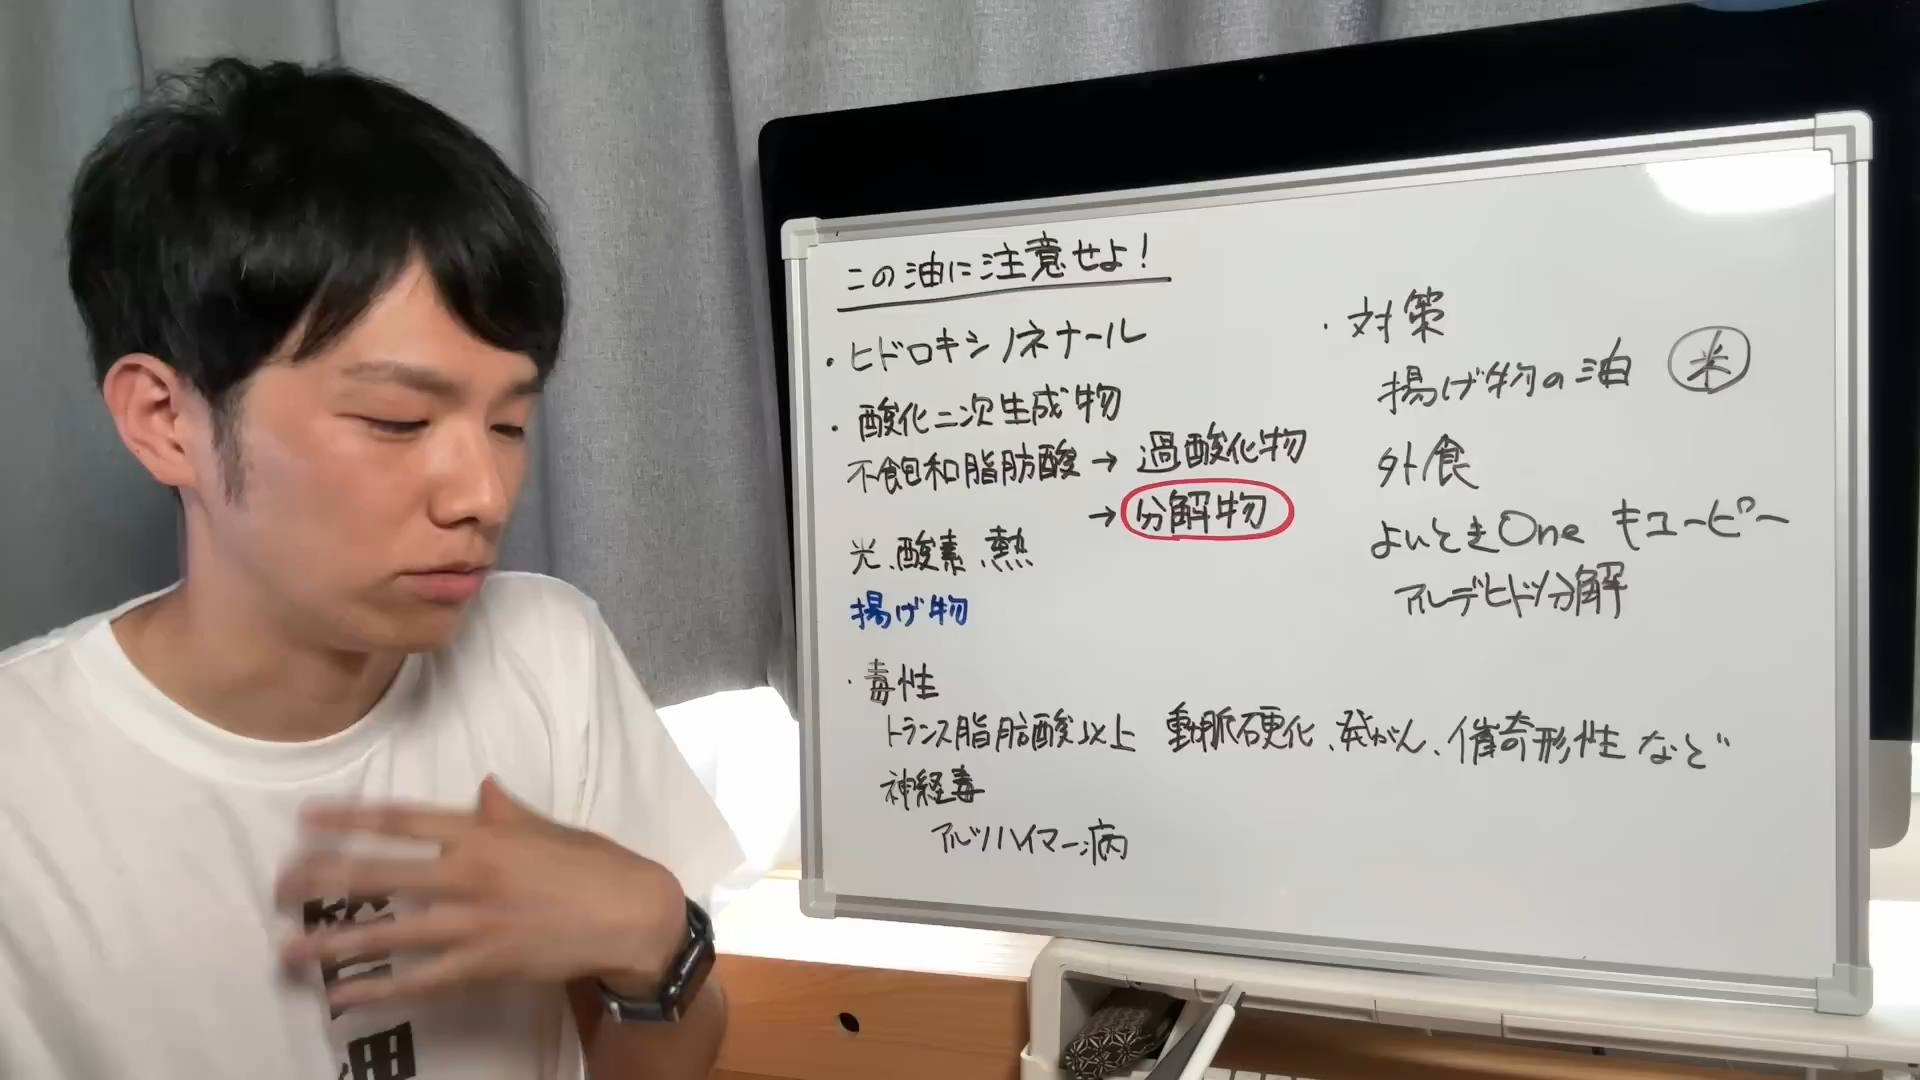 この油に注意せよ！
・ヒドロキシノネナール
・酸化二次生成物
不飽和脂肪酸→過酸化物
→分解物
光、酸素、熱
揚げ物
・毒性
トランス脂肪酸以上 動脈硬化、発がん、催奇形性など
神経毒
アルツハイマー病
・対策
揚げ物の油 米
外食
よいときOne キューピー
アルデヒド分解